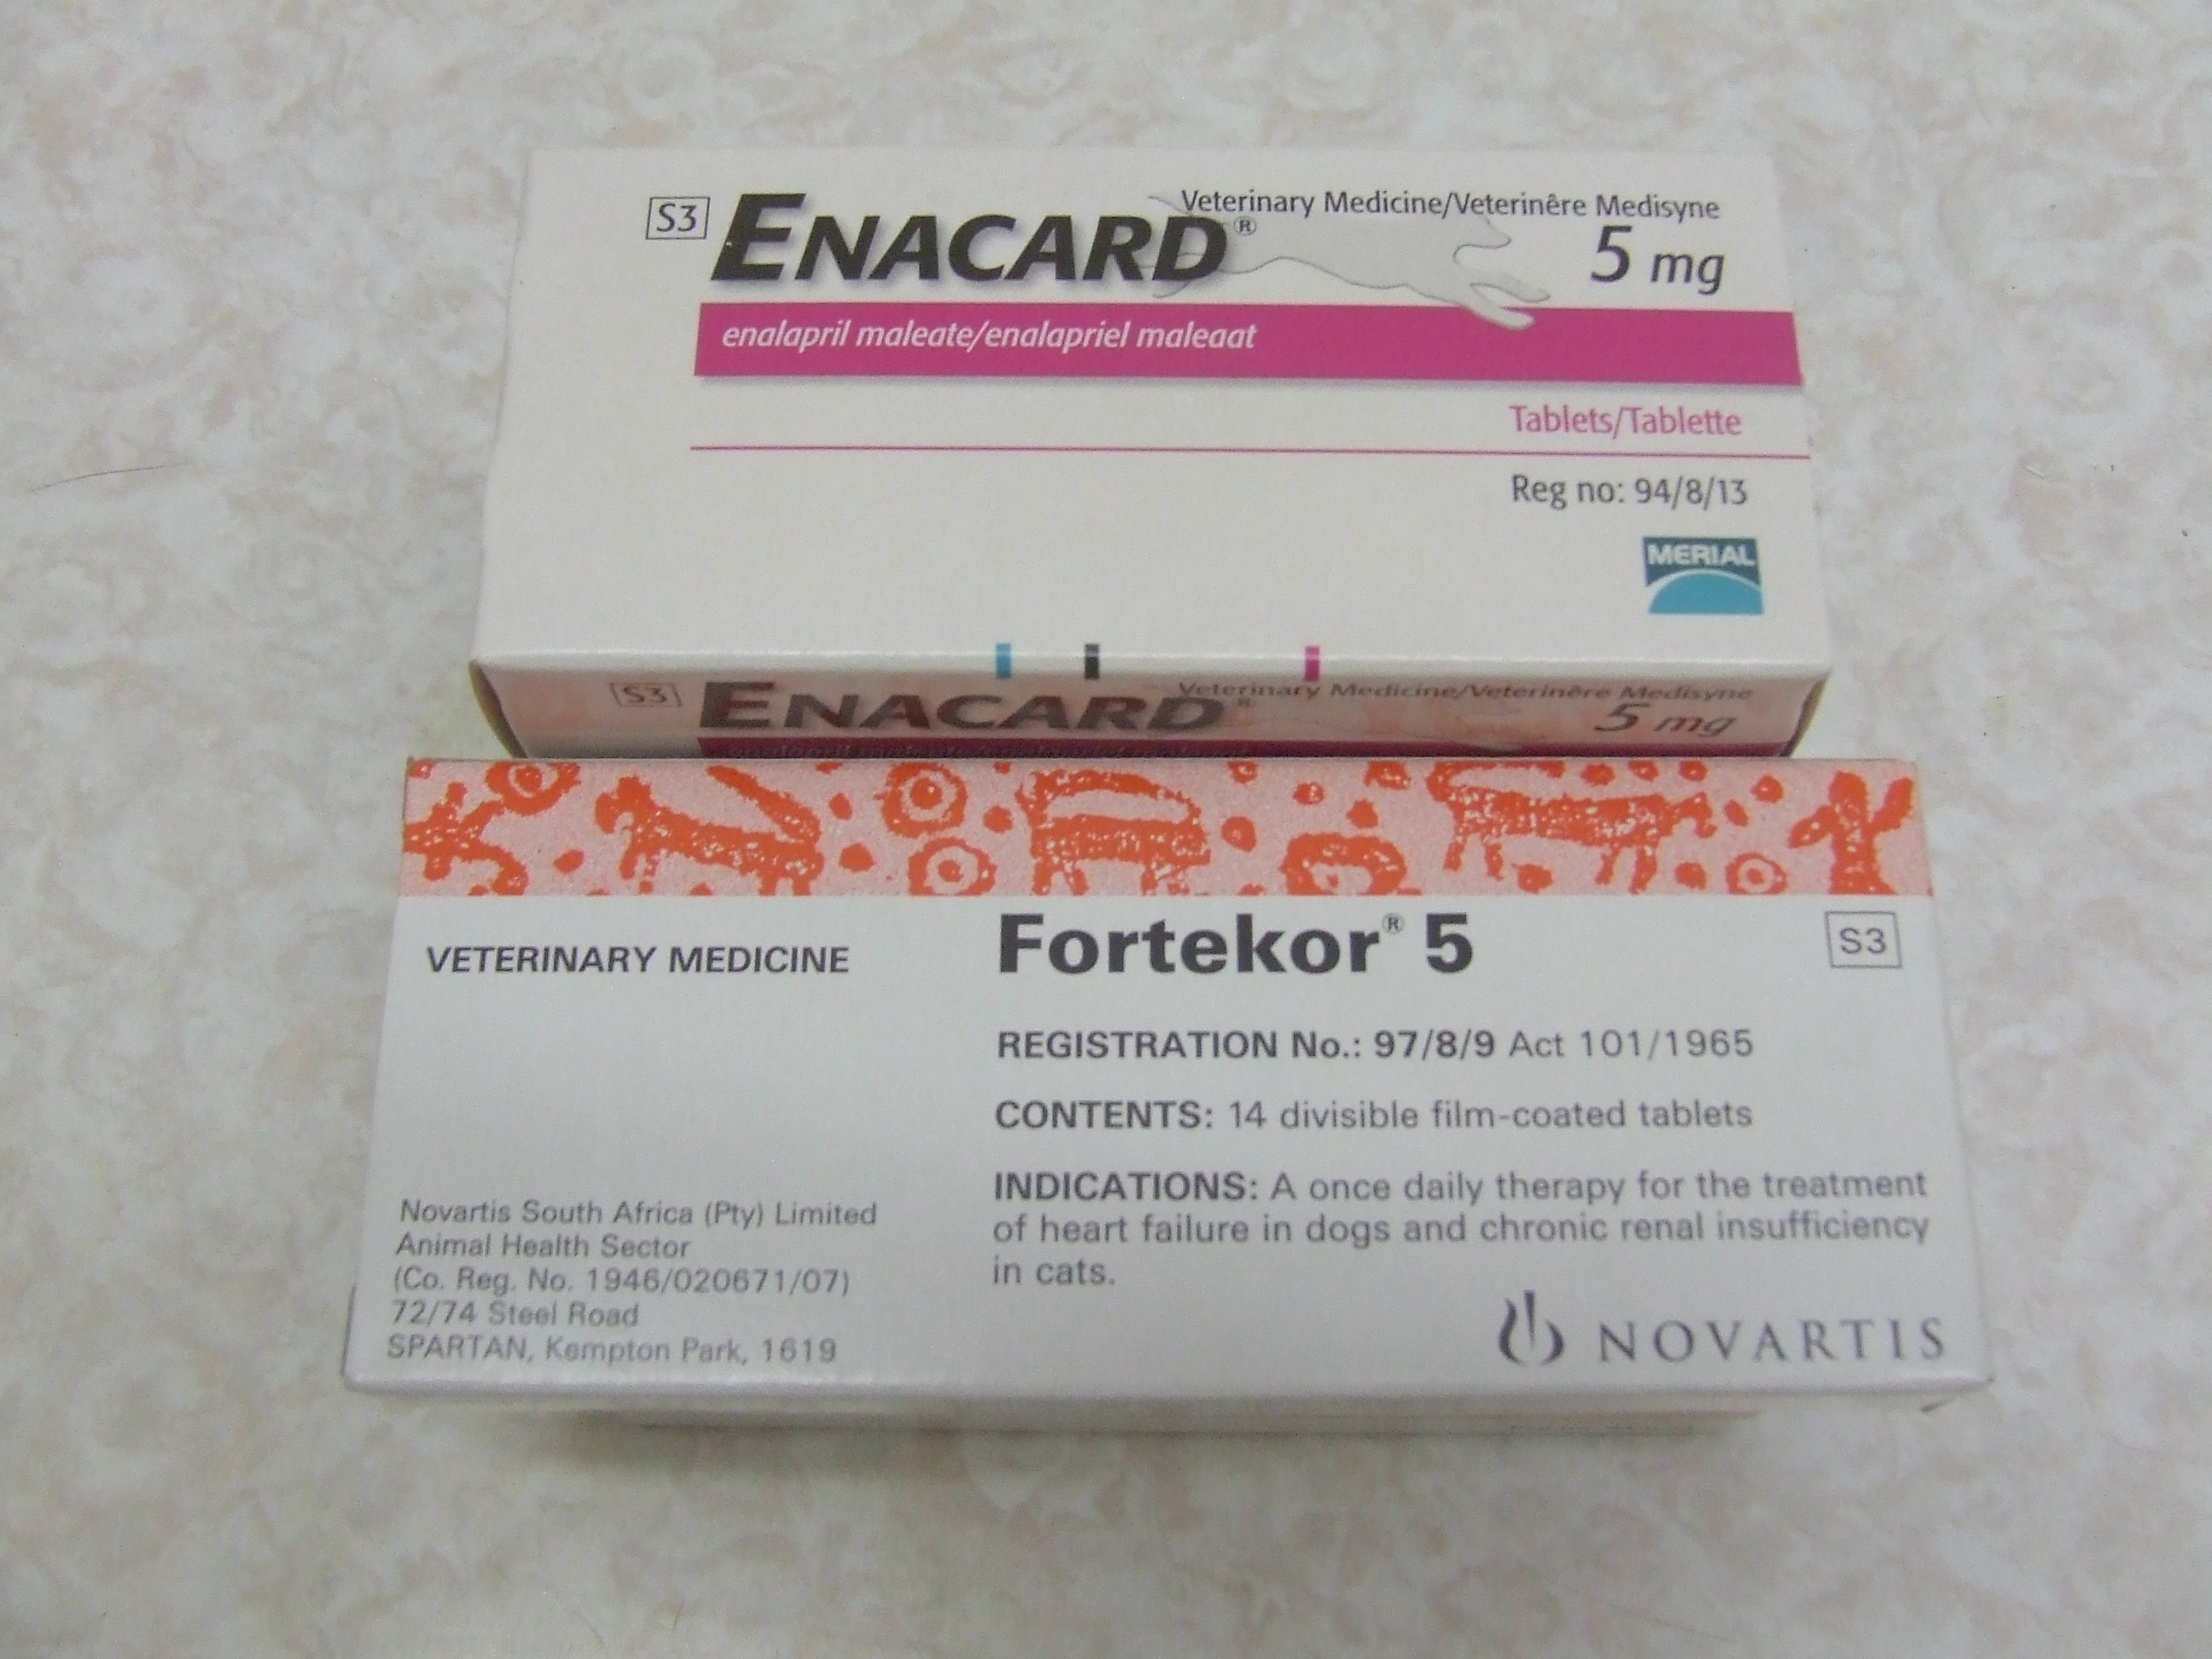 S3 ENACARD® Veterinary Medicine/Veterinêre Medisyne
5 mg
enalapril maleate/enalapriel maleaat
Tablets/Tablette
Reg no: 94/8/13
MERIAL
S3 ENACARD® Veterinary Medicine/Veterinêre Medisyne
5 mg
VETERINARY MEDICINE
Novartis South Africa (Pty) Limited
Animal Health Sector
(Co. Reg. No. 1946/020671/07)
72/74 Steel Road
SPARTAN, Kempton Park, 1619
Fortekor® 5
S3
REGISTRATION No.: 97/8/9 Act 101/1965
CONTENTS: 14 divisible film-coated tablets
INDICATIONS: A once daily therapy for the treatment
of heart failure in dogs and chronic renal insufficiency
in cats.
NOVARTIS